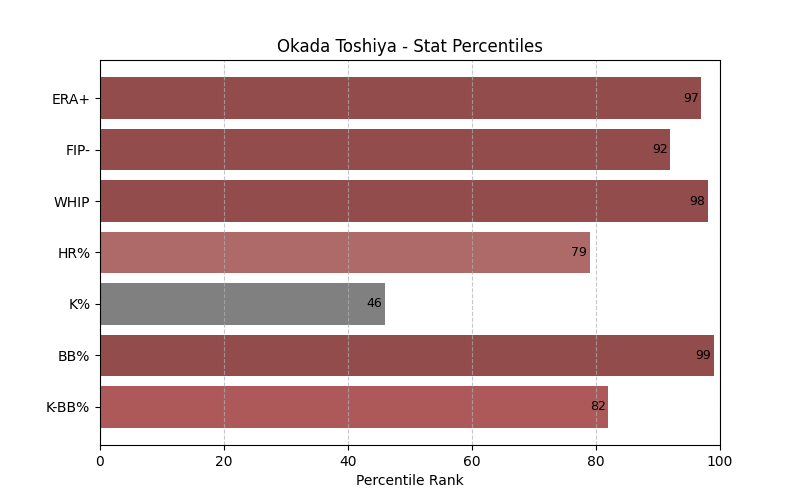 Okada Toshiya - Stat Percentiles
ERA+ 97
FIP- 92
WHIP 98
HR% 79
K% 46
BB% 99
K-BB% 82
0 20 40 60 80 100
Percentile Rank